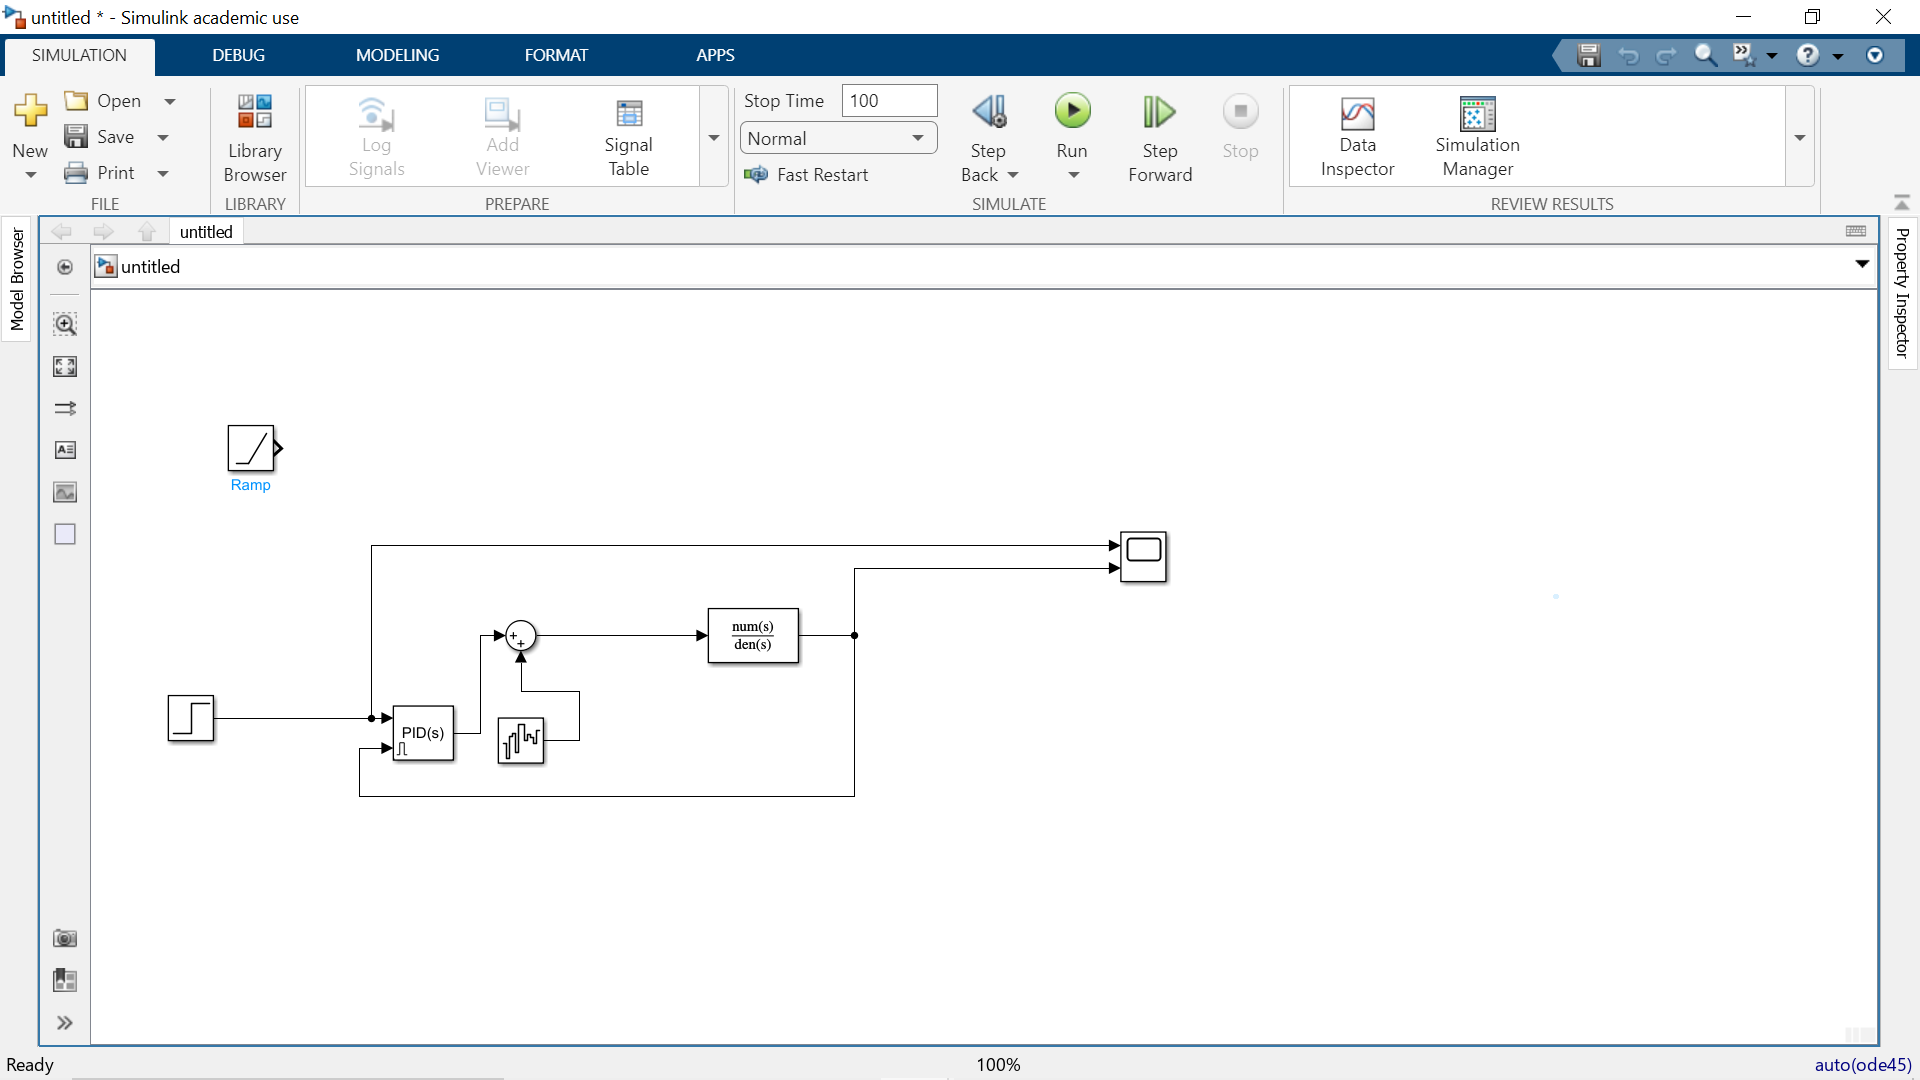 untitled * - Simulink academic use
SIMULATION DEBUG MODELING FORMAT APPS
New
Open
Save
Print
FILE
Library
Browser
LIBRARY
Log
Signals
Add
Viewer
Signal
Table
PREPARE
Stop Time 100
Normal
Fast Restart
Step
Back
Run
Step
Forward
Stop
SIMULATE
Data
Inspector
Simulation
Manager
REVIEW RESULTS
Model Browser
untitled
untitled
Property Inspector
Ramp
num(s)
den(s)
PID(s)
Ready 100% auto(ode45)